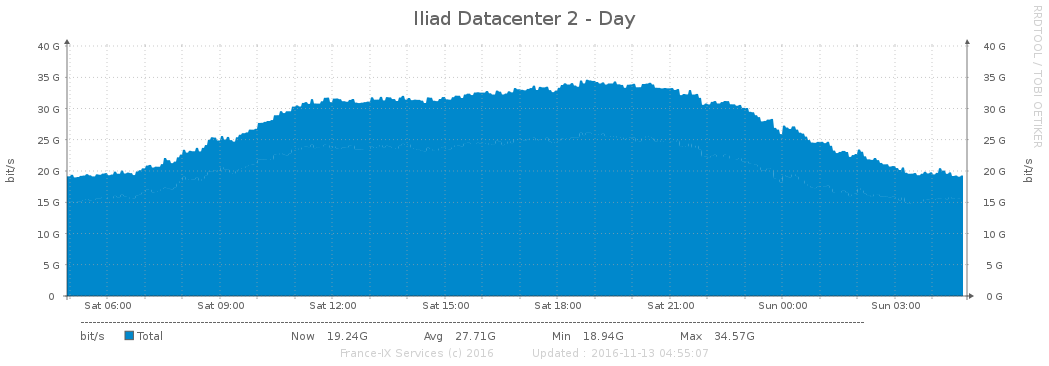 Iliad Datacenter 2 - Day
RRDTOOL / TOBI OETIKER
40 G 40 G
35 G 35 G
30 G 30 G
25 G 25 G
20 G 20 G
15 G 15 G
10 G 10 G
5 G 5 G
0 0 G
bit/s bit/s
Sat 06:00 Sat 09:00 Sat 12:00 Sat 15:00 Sat 18:00 Sat 21:00 Sun 00:00 Sun 03:00
bit/s Total Now 19.24G Avg 27.71G Min 18.94G Max 34.57G
France-IX Services (c) 2016 Updated : 2016-11-13 04:55:07